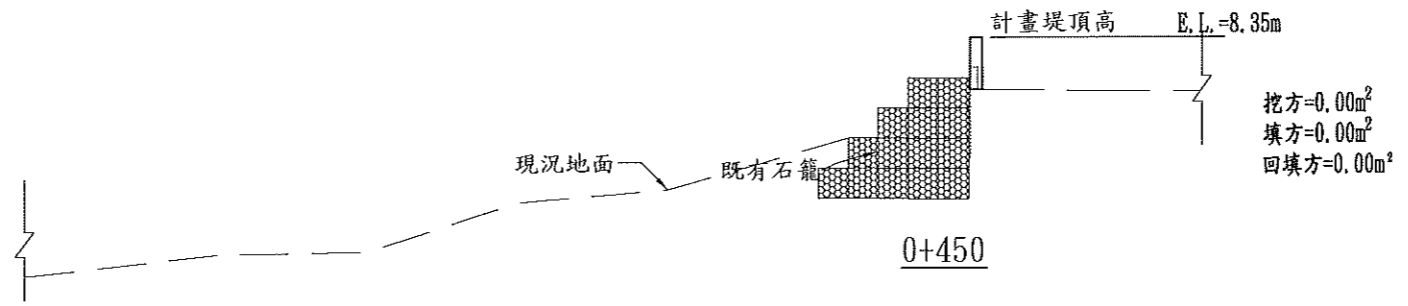 計畫堤頂高 E.L.=8.35m
挖方=0.00m²
填方=0.00m²
回填方=0.00m²
現況地面
既有石籠
0+450